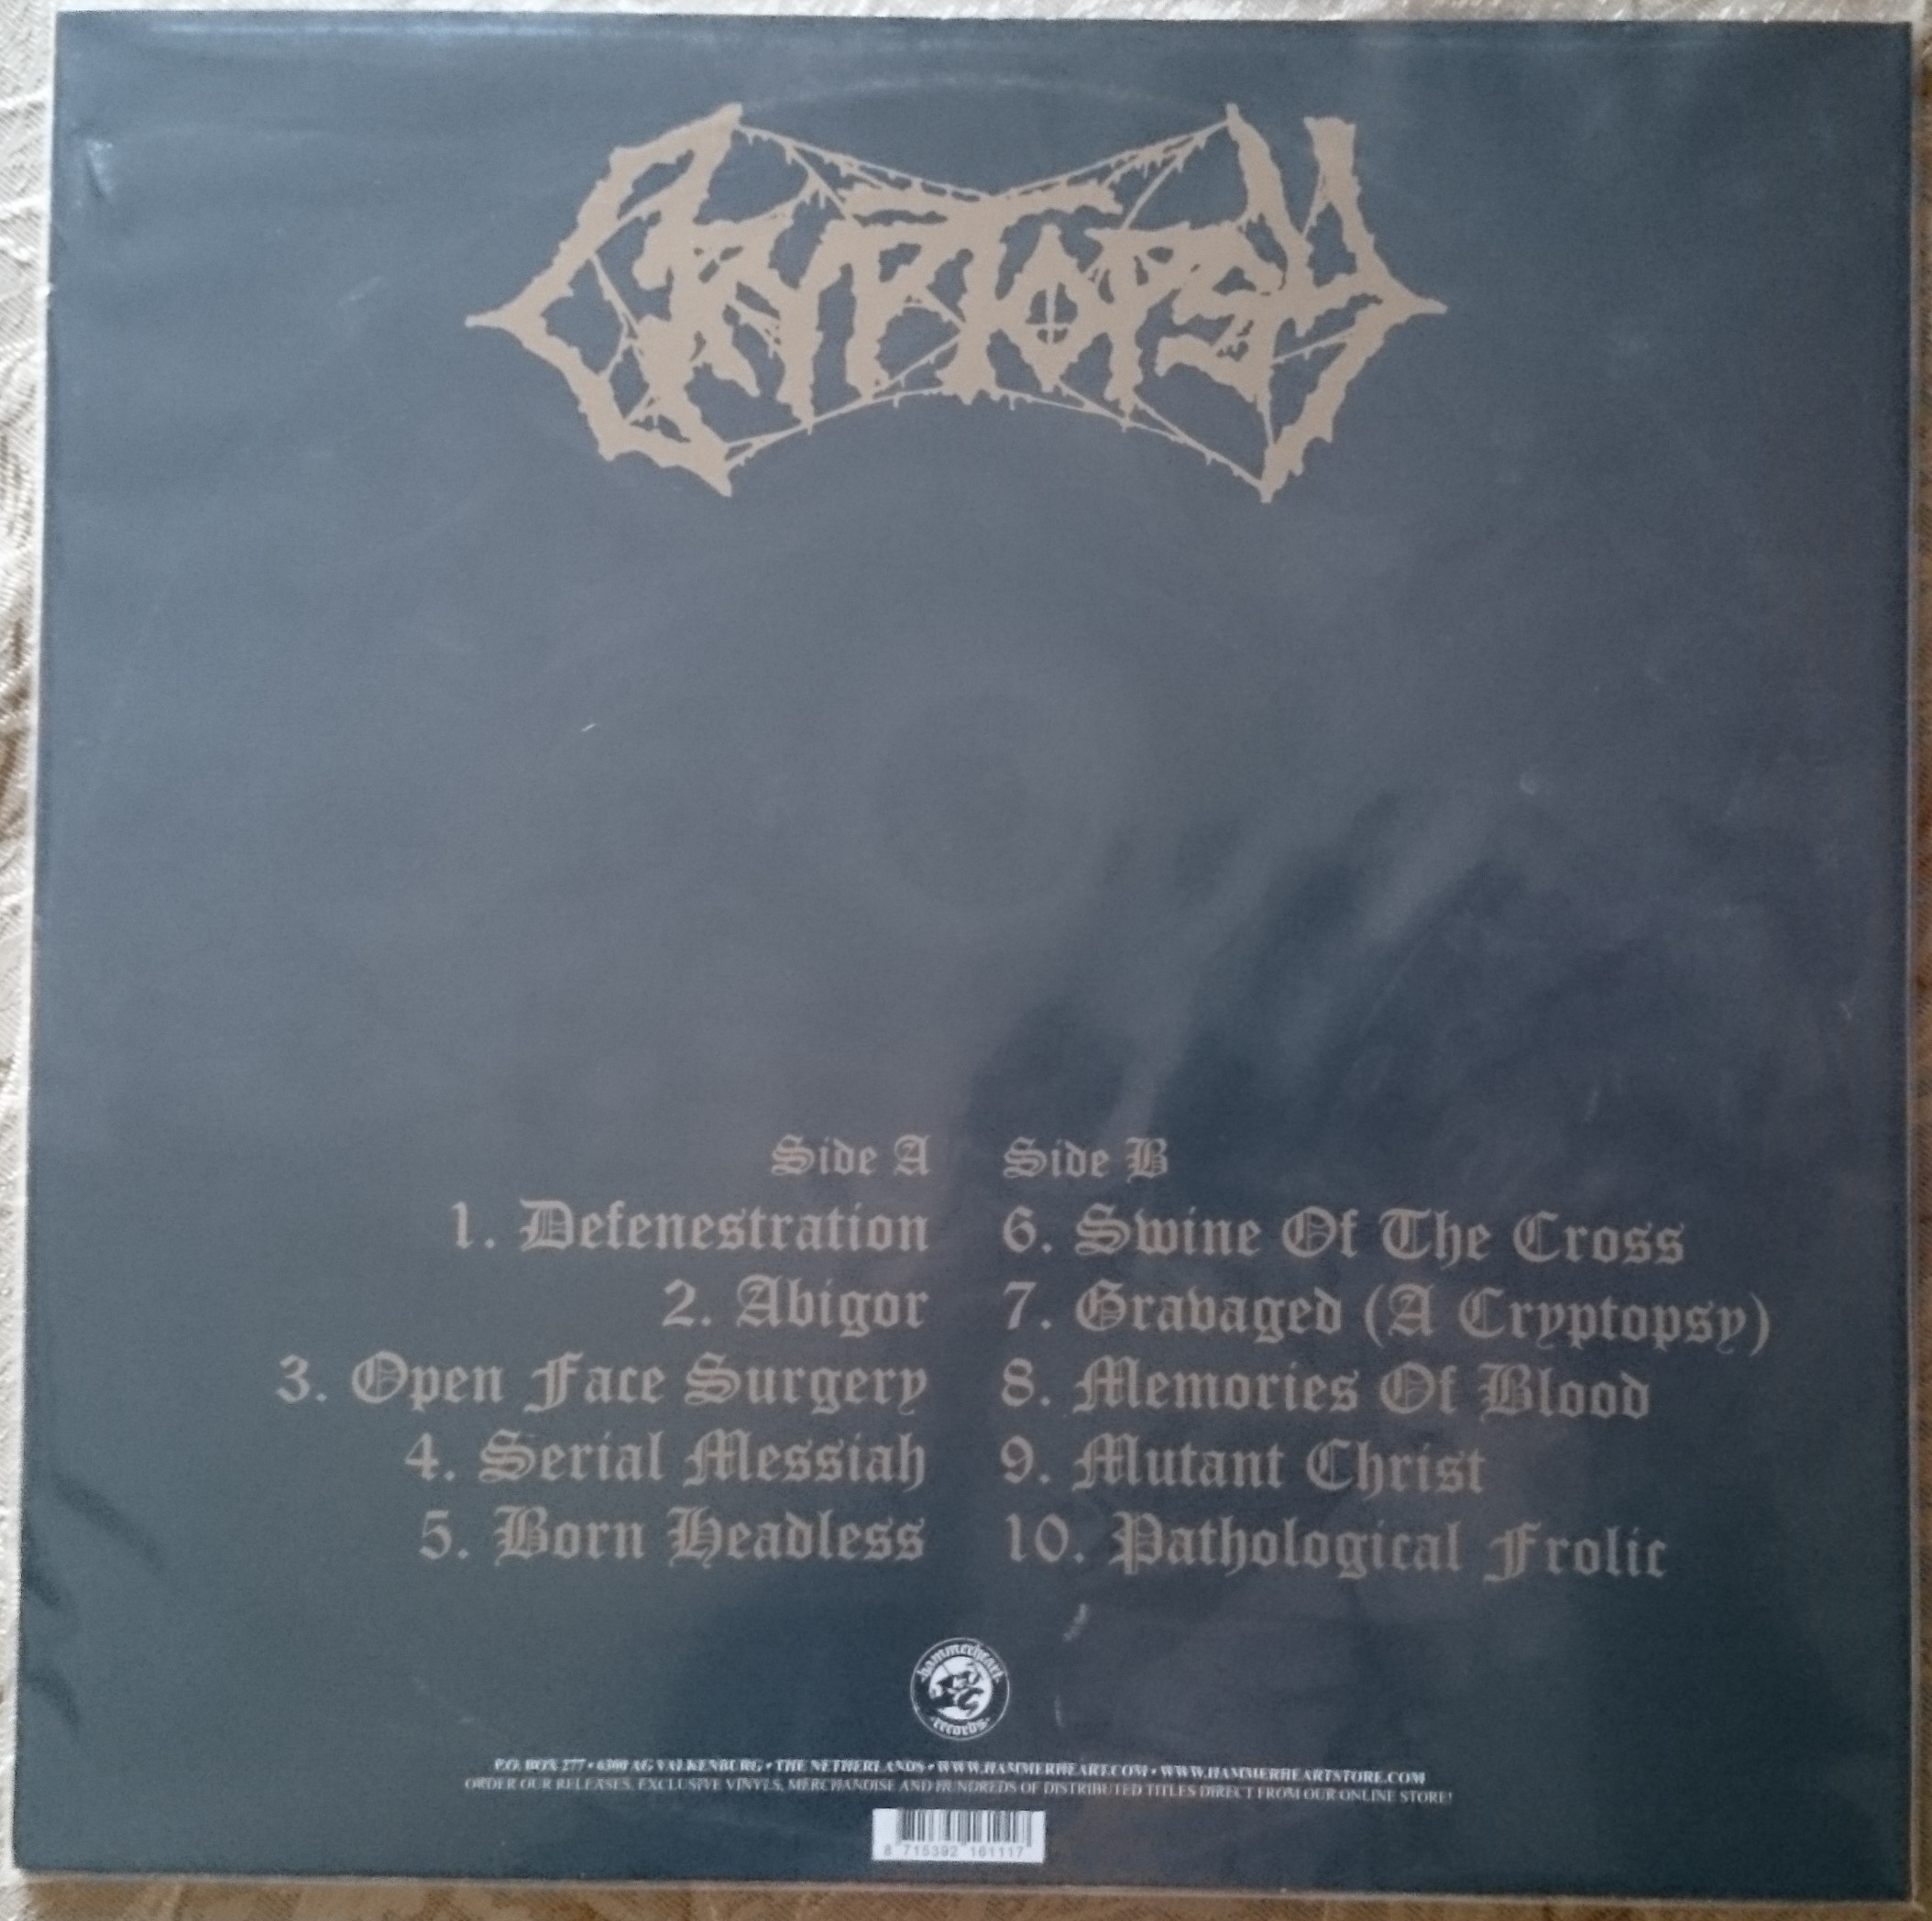 CRYPTOPSY
Side A
1. Defenestration
2. Abigor
3. Open Face Surgery
4. Serial Messiah
5. Born Headless
Side B
6. Swine Of The Cross
7. Gravaged (A Cryptopsy)
8. Memories Of Blood
9. Mutant Christ
10. Pathological Frolic
hammerheart
records
P.O. BOX 277 • 6300 AG VALKENBURG • THE NETHERLANDS • WWW.HAMMERHEART.COM • WWW.HAMMERHEARTSTORE.COM
ORDER OUR RELEASES, EXCLUSIVE VINYLS, MERCHANDISE AND HUNDREDS OF DISTRIBUTED TITLES DIRECT FROM OUR ONLINE STORE!
8 715392 161117